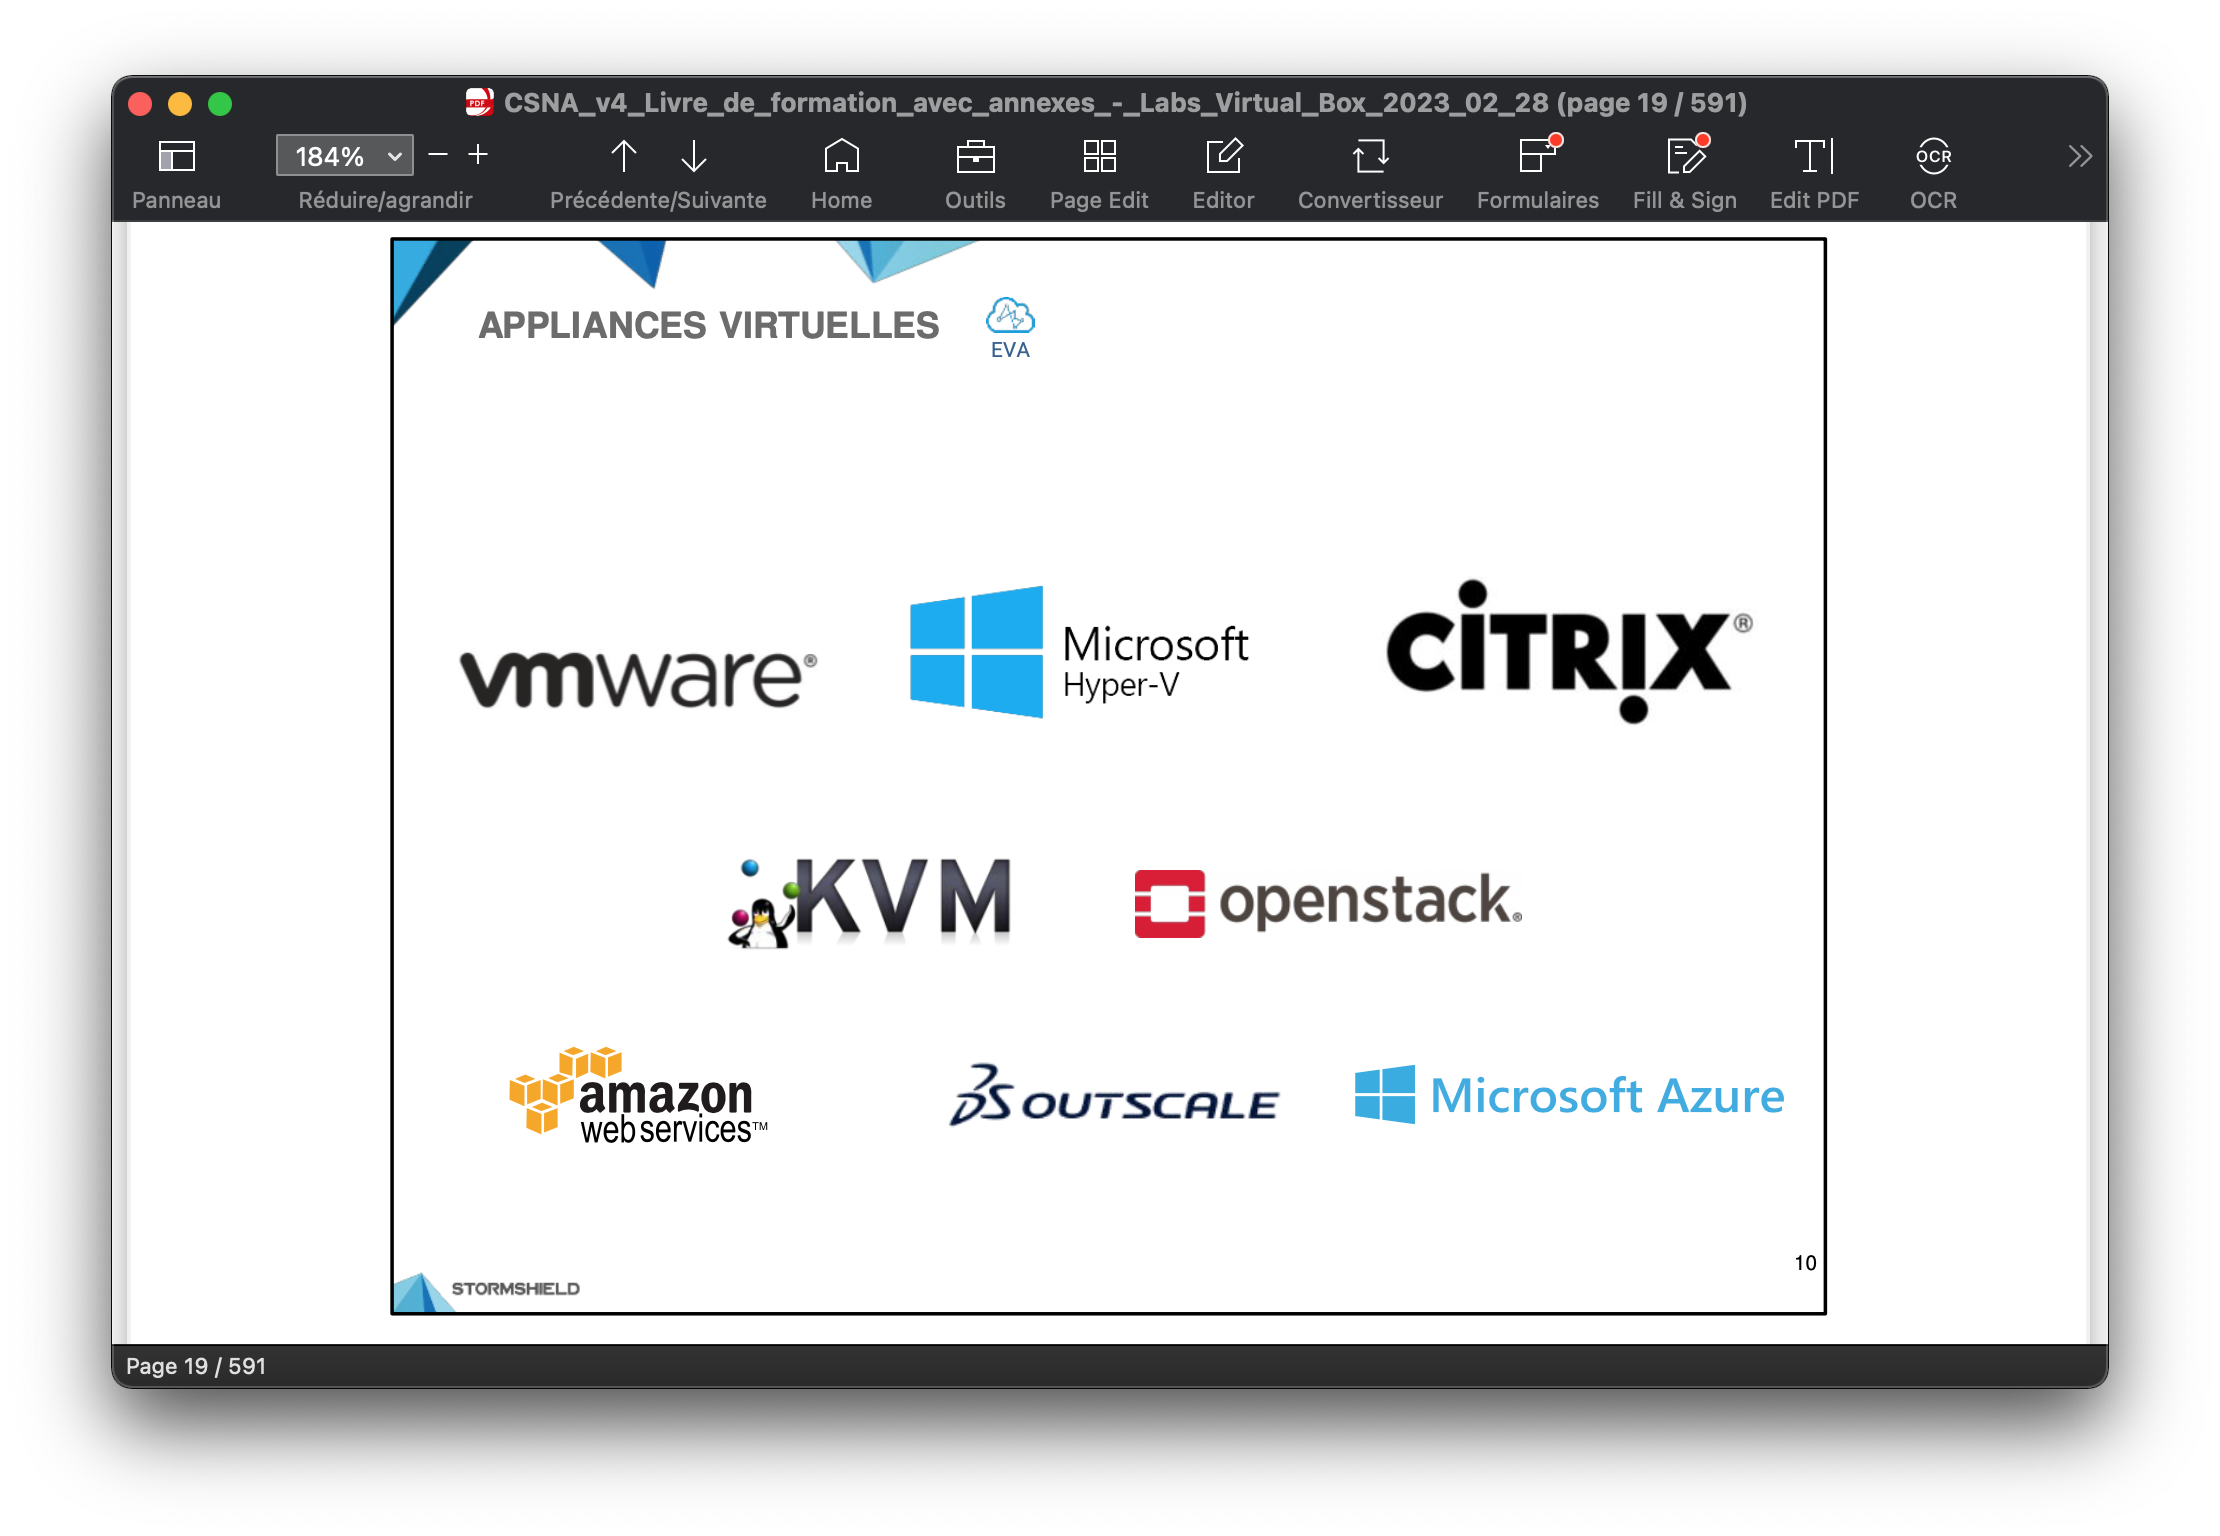 CSNA_v4_Livre_de_formation_avec_annexes_-_Labs_Virtual_Box_2023_02_28 (page 19 / 591)
184%
Panneau Réduire/agrandir Précédente/Suivante Home Outils Page Edit Editor Convertisseur Formulaires Fill & Sign Edit PDF OCR
APPLIANCES VIRTUELLES
EVA
vmware®
Microsoft
Hyper-V
CITRIX®
KVM
openstack®
amazon
web services™
3DS OUTSCALE
Microsoft Azure
10
STORMSHIELD
Page 19 / 591